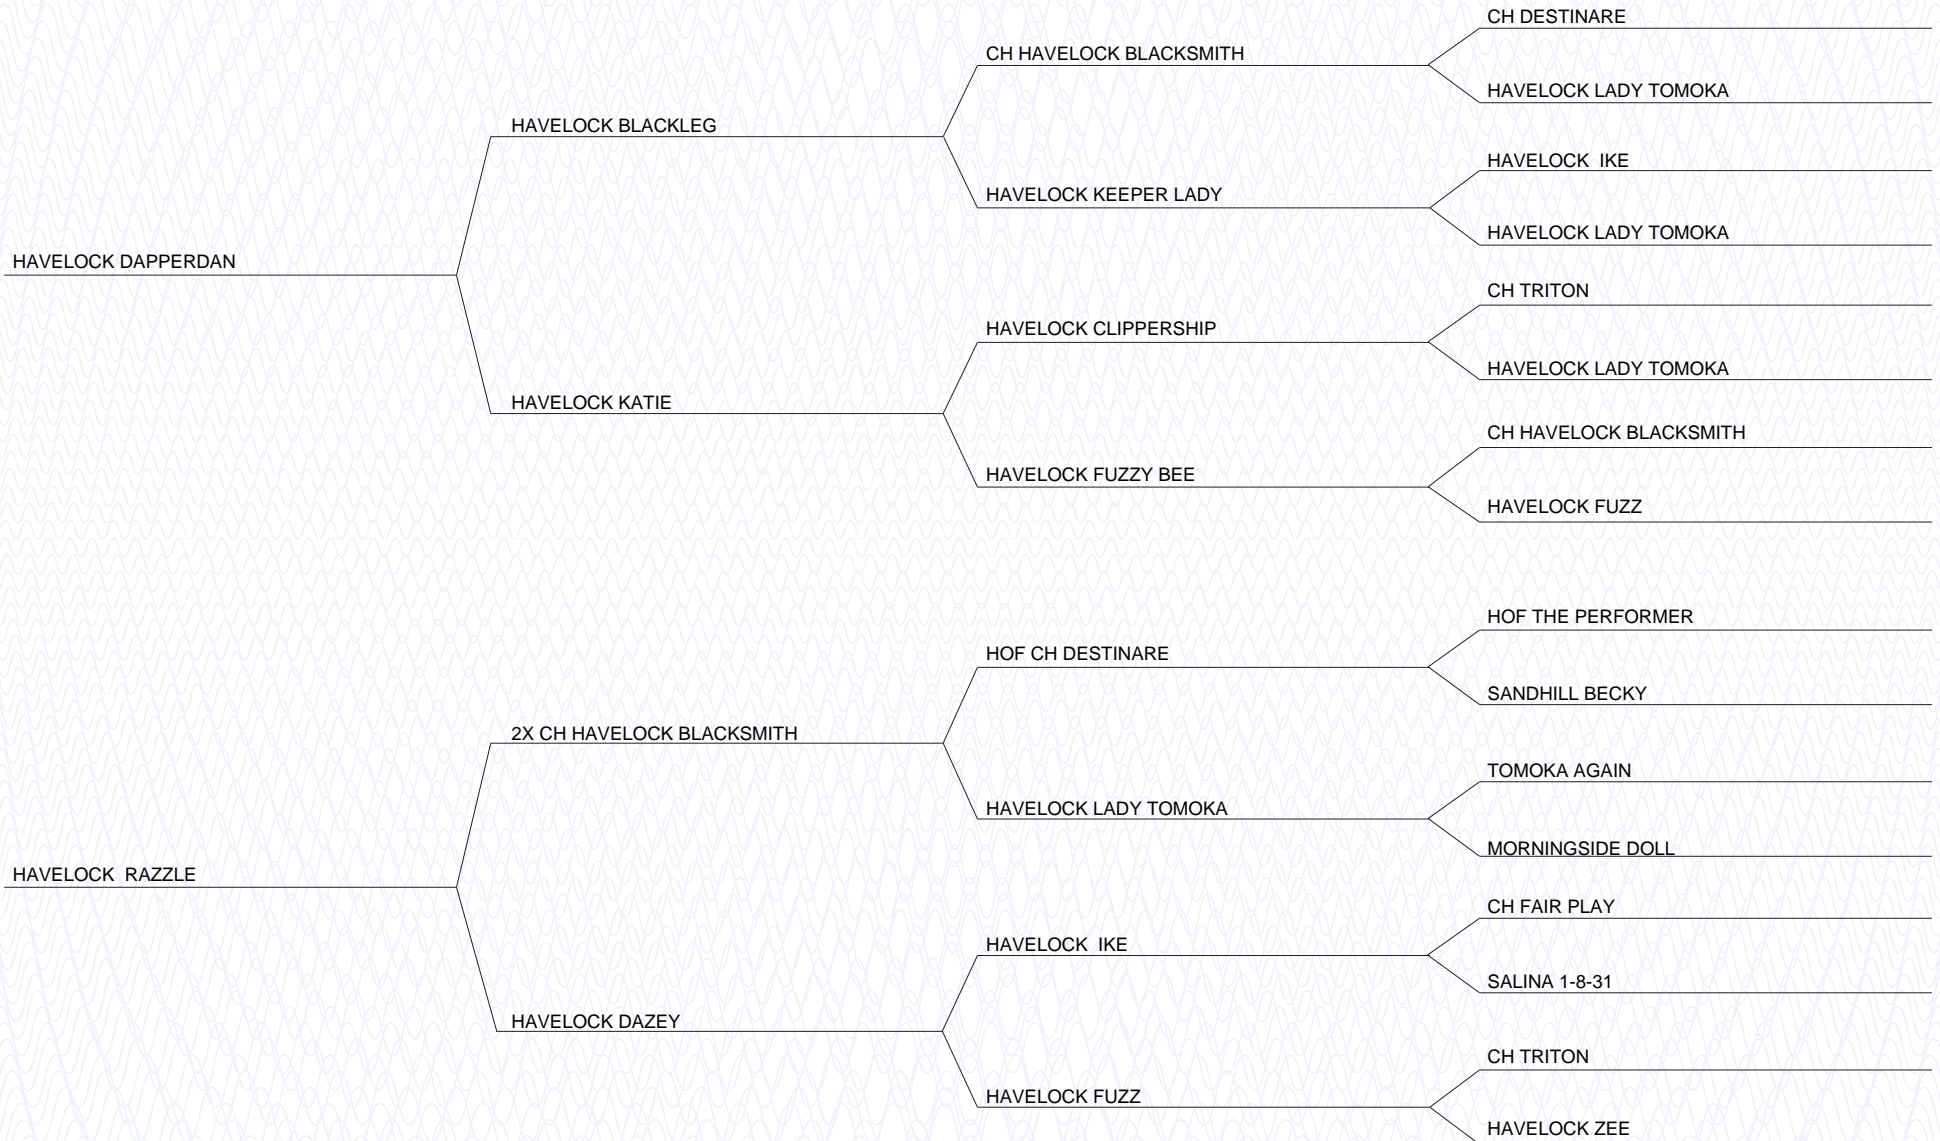 CH DESTINARE
CH HAVELOCK BLACKSMITH
HAVELOCK LADY TOMOKA
HAVELOCK BLACKLEG
HAVELOCK  IKE
HAVELOCK KEEPER LADY
HAVELOCK LADY TOMOKA
HAVELOCK DAPPERDAN
CH TRITON
HAVELOCK CLIPPERSHIP
HAVELOCK LADY TOMOKA
HAVELOCK KATIE
CH HAVELOCK BLACKSMITH
HAVELOCK FUZZY BEE
HAVELOCK FUZZ
HOF THE PERFORMER
HOF CH DESTINARE
SANDHILL BECKY
2X CH HAVELOCK BLACKSMITH
TOMOKA AGAIN
HAVELOCK LADY TOMOKA
MORNINGSIDE DOLL
HAVELOCK  RAZZLE
CH FAIR PLAY
HAVELOCK  IKE
SALINA 1-8-31
HAVELOCK DAZEY
CH TRITON
HAVELOCK FUZZ
HAVELOCK ZEE